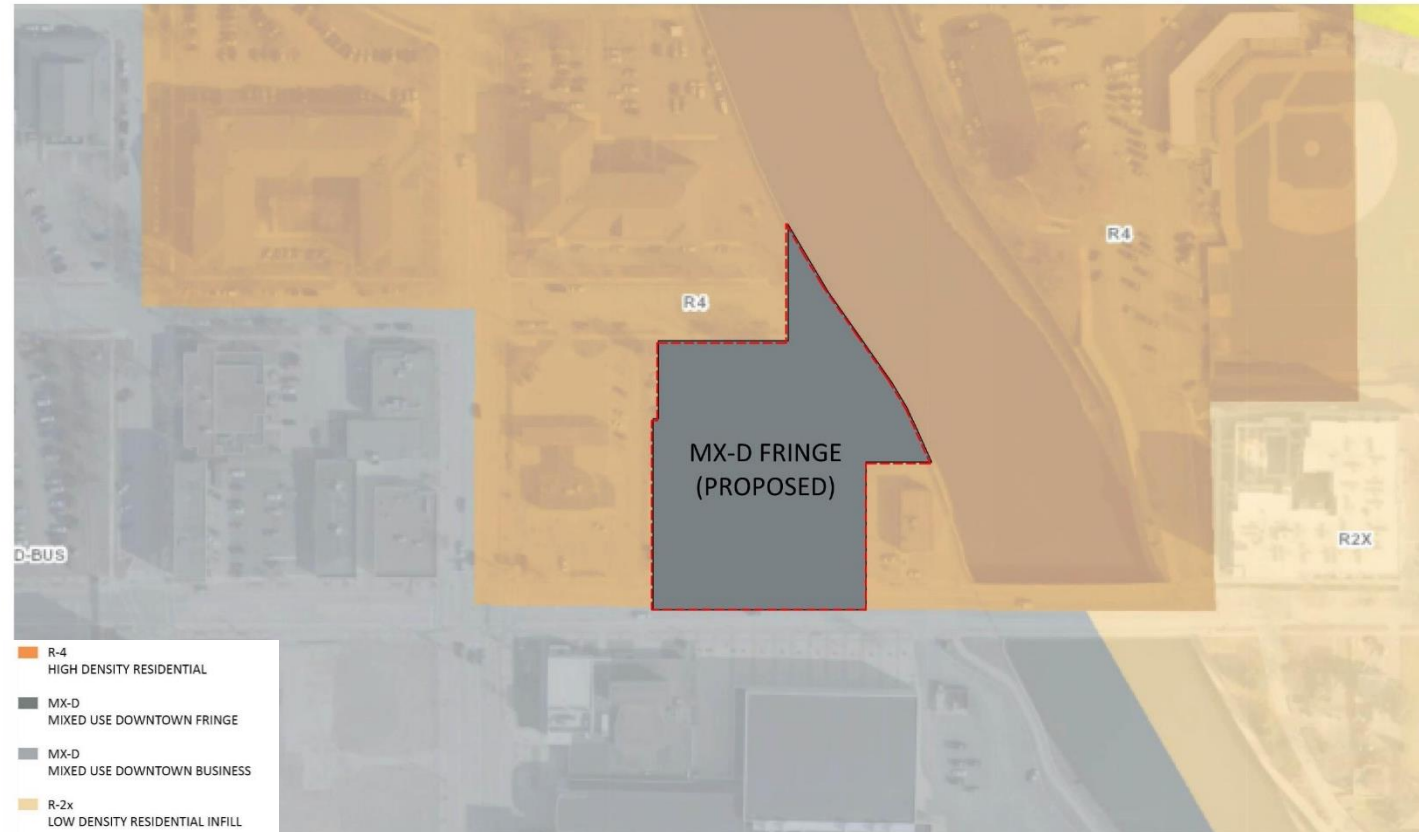 R4
R4
MX-D FRINGE
(PROPOSED)
D-BUS
R2X
R-4
HIGH DENSITY RESIDENTIAL
MX-D
MIXED USE DOWNTOWN FRINGE
MX-D
MIXED USE DOWNTOWN BUSINESS
R-2x
LOW DENSITY RESIDENTIAL INFILL